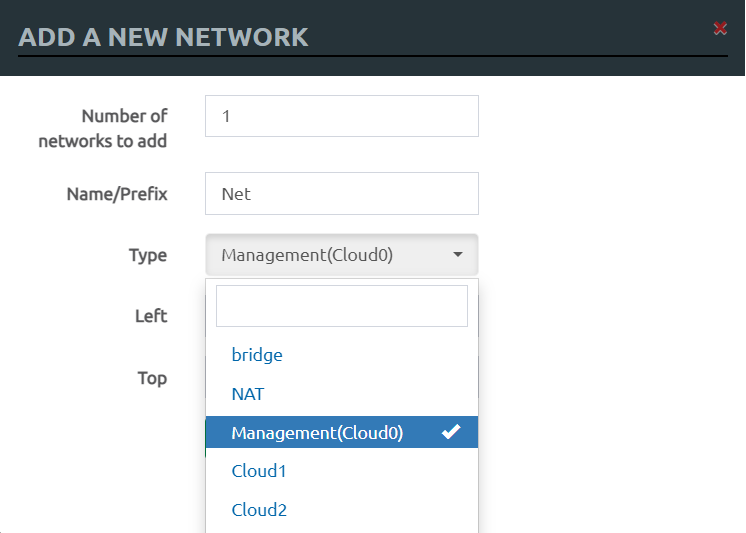 ADD A NEW NETWORK
Number of
networks to add
1
Name/Prefix
Net
Type
Management(Cloud0)
Left
Top
bridge
NAT
Management(Cloud0)
Cloud1
Cloud2